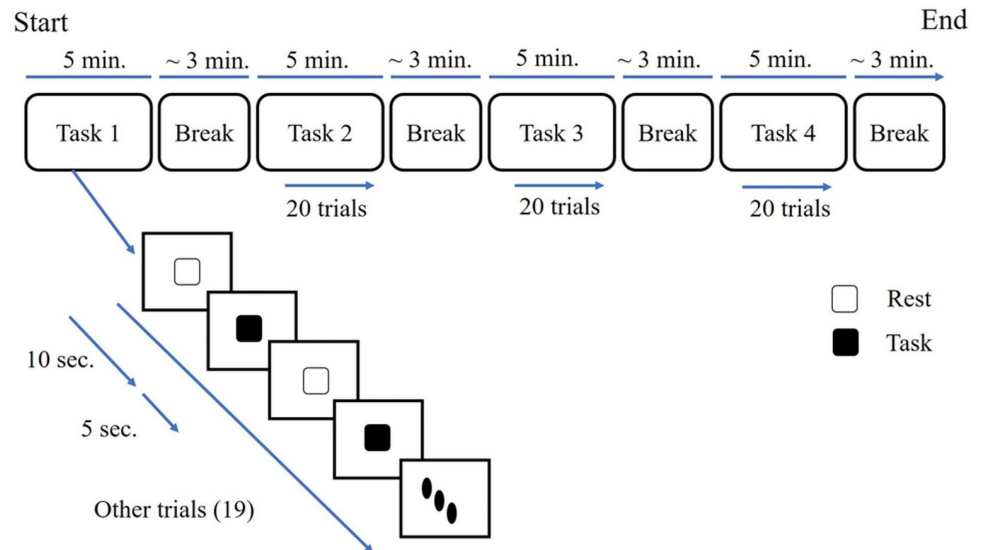 Start
End
5 min.
~ 3 min.
5 min.
~ 3 min.
5 min.
~ 3 min.
5 min.
~ 3 min.
Task 1
Break
Task 2
Break
Task 3
Break
Task 4
Break
20 trials
20 trials
20 trials
Rest
Task
10 sec.
5 sec.
Other trials (19)